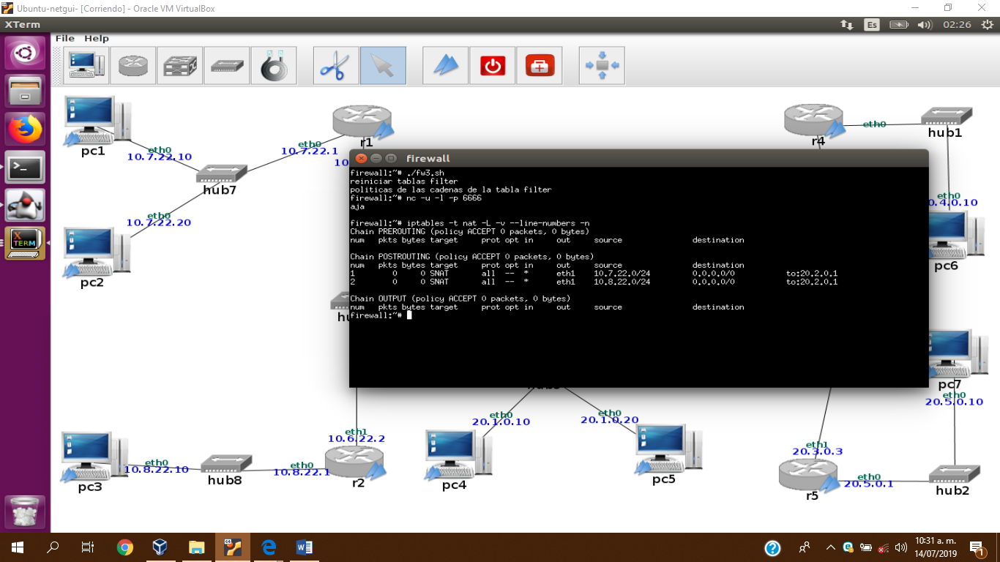 Ubuntu-netgui- [Corriendo] - Oracle VM VirtualBox
XTerm
Es
02:26
File Help
pc1
eth0
10.7.22.10
hub7
eth0
10.7.22.1
r1
10
eth0
10.7.22.20
pc2
r4
eth0
hub1
eth0
0.4.0.10
pc6
firewall
firewall:~# ./fw3.sh
reiniciar tablas filter
politicas de las cadenas de la tabla filter
firewall:~# nc -u -l -p 6666
aja
firewall:~# iptables -t nat -L -v --line-numbers -n
Chain PREROUTING (policy ACCEPT 0 packets, 0 bytes)
num pkts bytes target prot opt in out source destination
Chain POSTROUTING (policy ACCEPT 0 packets, 0 bytes)
num pkts bytes target prot opt in out source destination
1 0 0 SNAT all -- * eth1 10.7.22.0/24 0.0.0.0/0 to:20.2.0.1
2 0 0 SNAT all -- * eth1 10.8.22.0/24 0.0.0.0/0 to:20.2.0.1
Chain OUTPUT (policy ACCEPT 0 packets, 0 bytes)
num pkts bytes target prot opt in out source destination
firewall:~#
XTERM
pc7
eth0
20.5.0.10
eth0
20.1.0.10
eth0
20.1.0.20
eth1
10.6.22.2
eth1
20.3.0.3
pc3
eth0
10.8.22.10
hub8
eth0
10.8.22.1
r2
pc4
pc5
r5
eth0
20.5.0.1
hub2
10:31 a. m.
14/07/2019
1